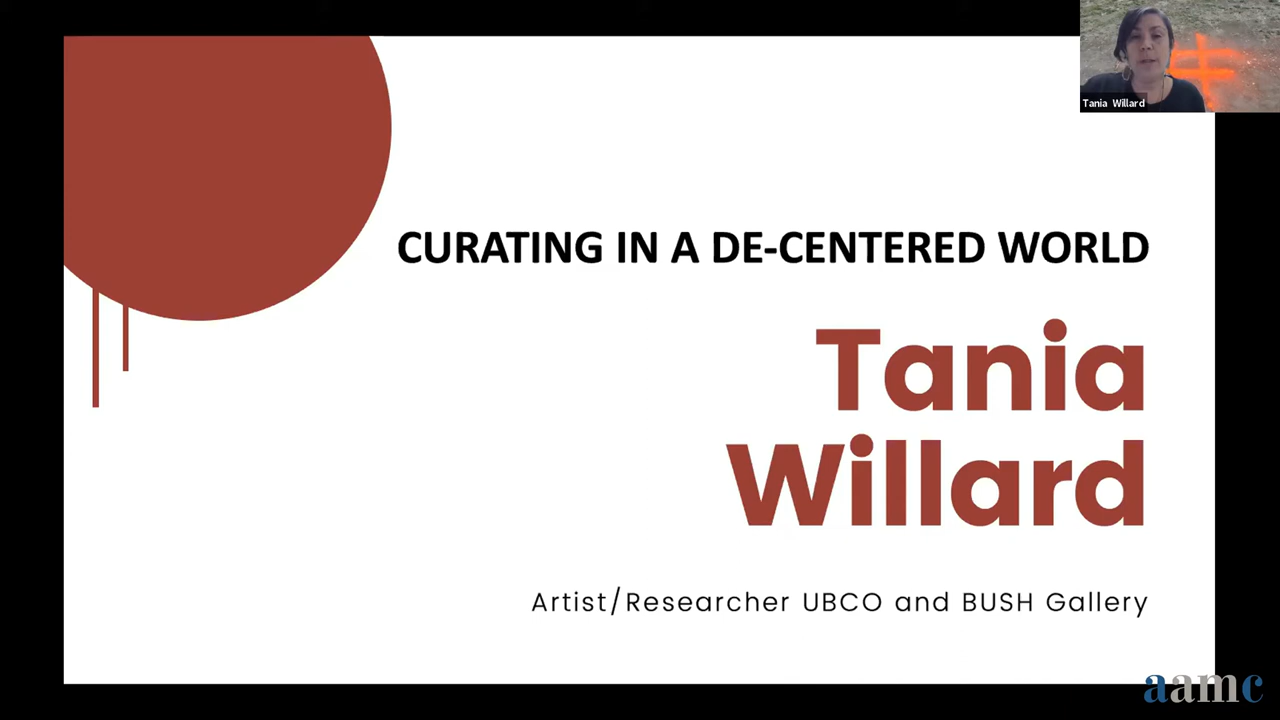 Tania Willard
CURATING IN A DE-CENTERED WORLD
Tania
Willard
Artist/Researcher UBCO and BUSH Gallery
aamc